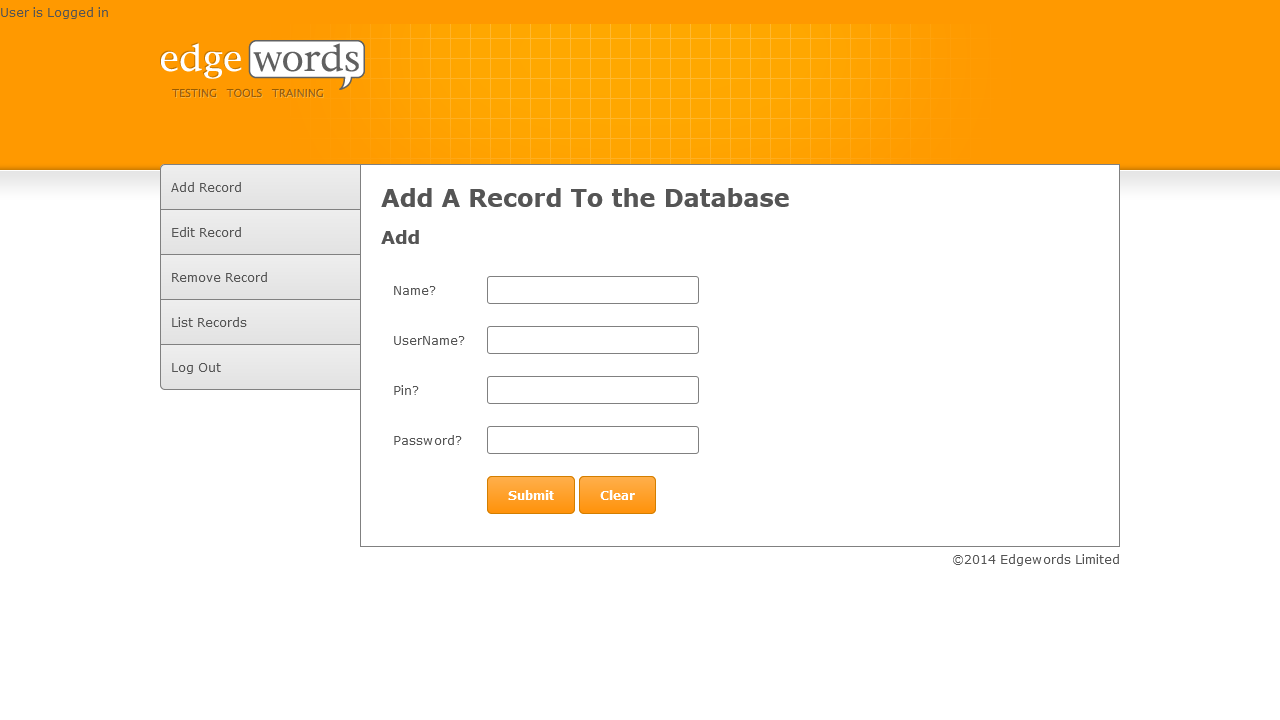 User is Logged in
edge words
TESTING TOOLS TRAINING
Add Record
Edit Record
Remove Record
List Records
Log Out
Add A Record To the Database
Add
Name?
UserName?
Pin?
Password?
Submit Clear
©2014 Edgewords Limited